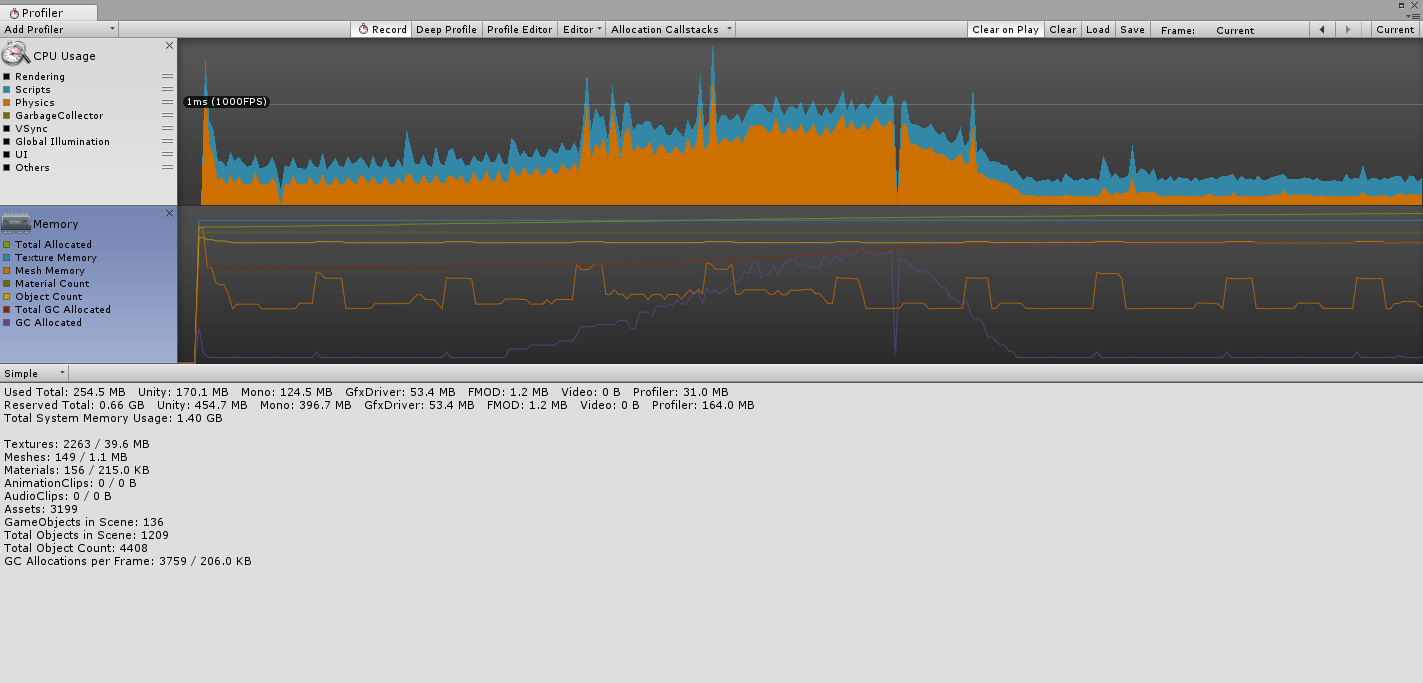 Profiler
Add Profiler Record Deep Profile Profile Editor Editor Allocation Callstacks Clear on Play Clear Load Save Frame: Current Current
CPU Usage
Rendering
Scripts
Physics
GarbageCollector
VSync
Global Illumination
UI
Others
1ms (1000FPS)
Memory
Total Allocated
Texture Memory
Mesh Memory
Material Count
Object Count
Total GC Allocated
GC Allocated
Simple
Used Total: 254.5 MB Unity: 170.1 MB Mono: 124.5 MB GfxDriver: 53.4 MB FMOD: 1.2 MB Video: 0 B Profiler: 31.0 MB
Reserved Total: 0.66 GB Unity: 454.7 MB Mono: 396.7 MB GfxDriver: 53.4 MB FMOD: 1.2 MB Video: 0 B Profiler: 164.0 MB
Total System Memory Usage: 1.40 GB
Textures: 2263 / 39.6 MB
Meshes: 149 / 1.1 MB
Materials: 156 / 215.0 KB
AnimationClips: 0 / 0 B
AudioClips: 0 / 0 B
Assets: 3199
GameObjects in Scene: 136
Total Objects in Scene: 1209
Total Object Count: 4408
GC Allocations per Frame: 3759 / 206.0 KB